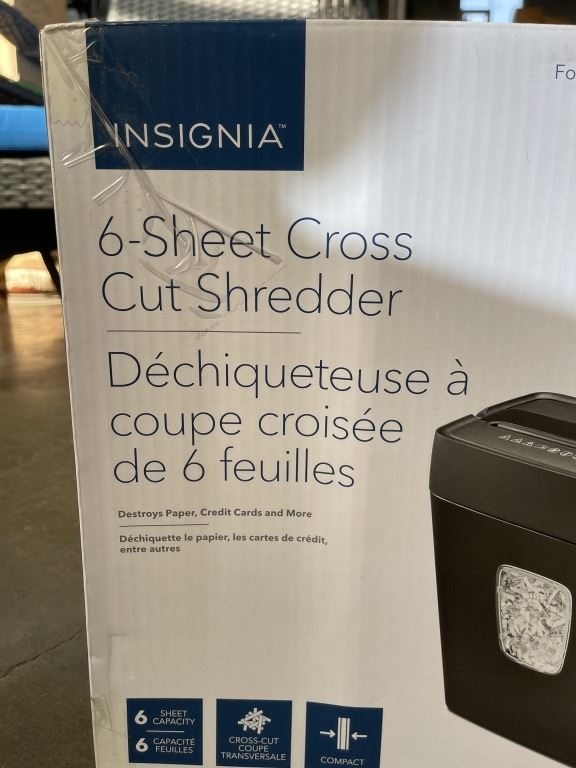 Fo
INSIGNIA™
6-Sheet Cross
Cut Shredder
Déchiqueteuse à
coupe croisée
de 6 feuilles
Destroys Paper, Credit Cards and More
Déchiquette le papier, les cartes de crédit,
entre autres
6 SHEET
CAPACITY
6 CAPACITÉ
FEUILLES
CROSS-CUT
COUPE
TRANSVERSALE
COMPACT